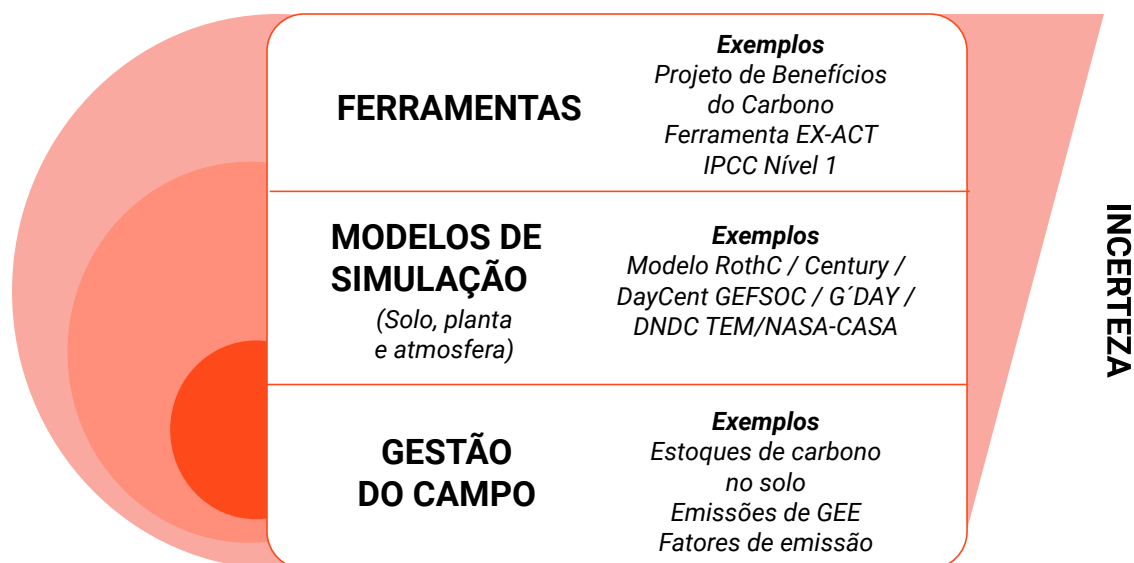 FERRAMENTAS
Exemplos
Projeto de Benefícios
do Carbono
Ferramenta EX-ACT
IPCC Nível 1
MODELOS DE
SIMULAÇÃO
(Solo, planta
e atmosfera)
Exemplos
Modelo RothC / Century /
DayCent GEFSOC / G´DAY /
DNDC TEM/NASA-CASA
GESTÃO
DO CAMPO
Exemplos
Estoques de carbono
no solo
Emissões de GEE
Fatores de emissão
INCERTEZA